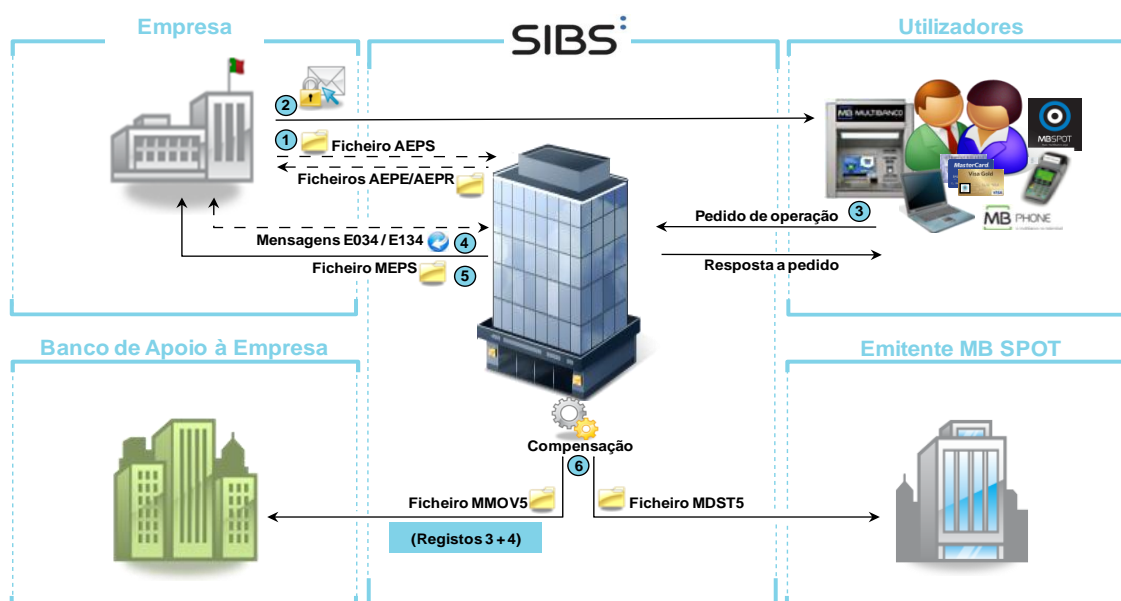 Empresa
SIBS
Utilizadores
2
1
Ficheiro AEPS
Ficheiros AEPE/AEPR
MB MULTIBANCO
MBSPOT
MasterCard
Visa Gold
VISA
MB PHONE
Pedido de operação
3
Mensagens E034 / E134
4
Ficheiro MEPS
5
Resposta a pedido
Banco de Apoio à Empresa
Emitente MB SPOT
Compensação
6
Ficheiro MMOV5
Ficheiro MDST5
(Registos 3 + 4)